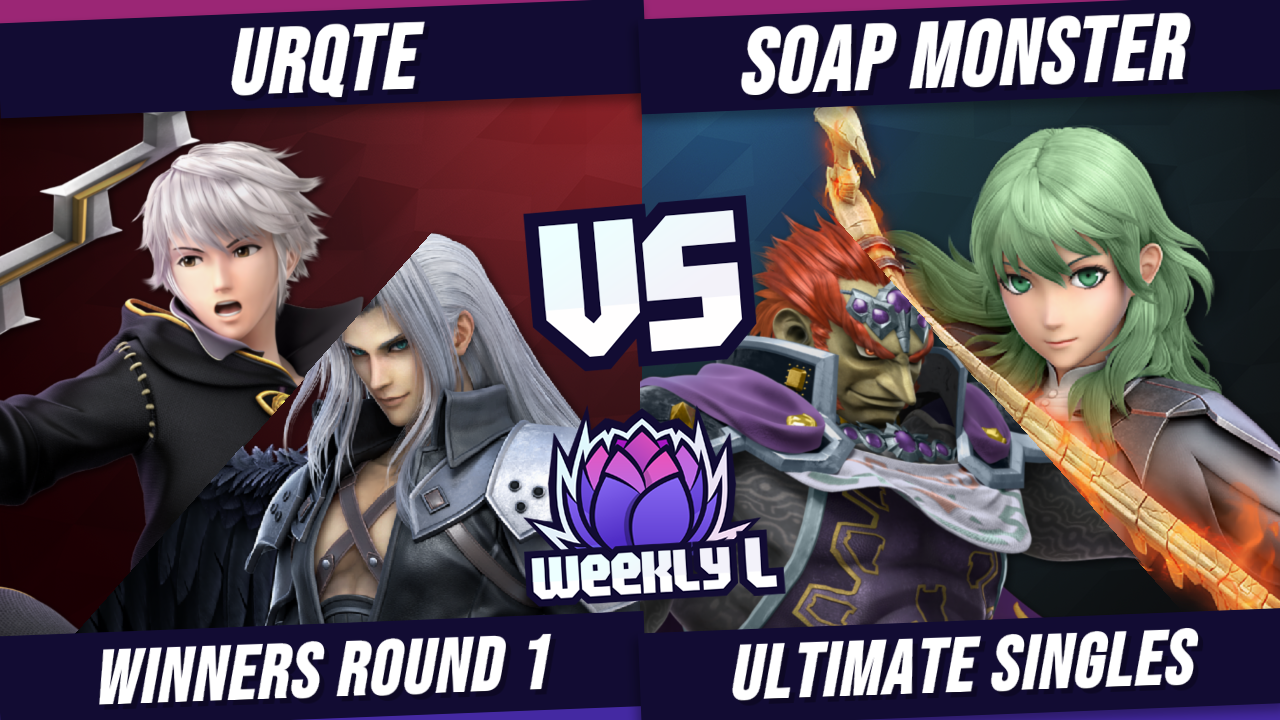 URQTE
SOAP MONSTER
VS
WEEKLY L
WINNERS ROUND 1
ULTIMATE SINGLES